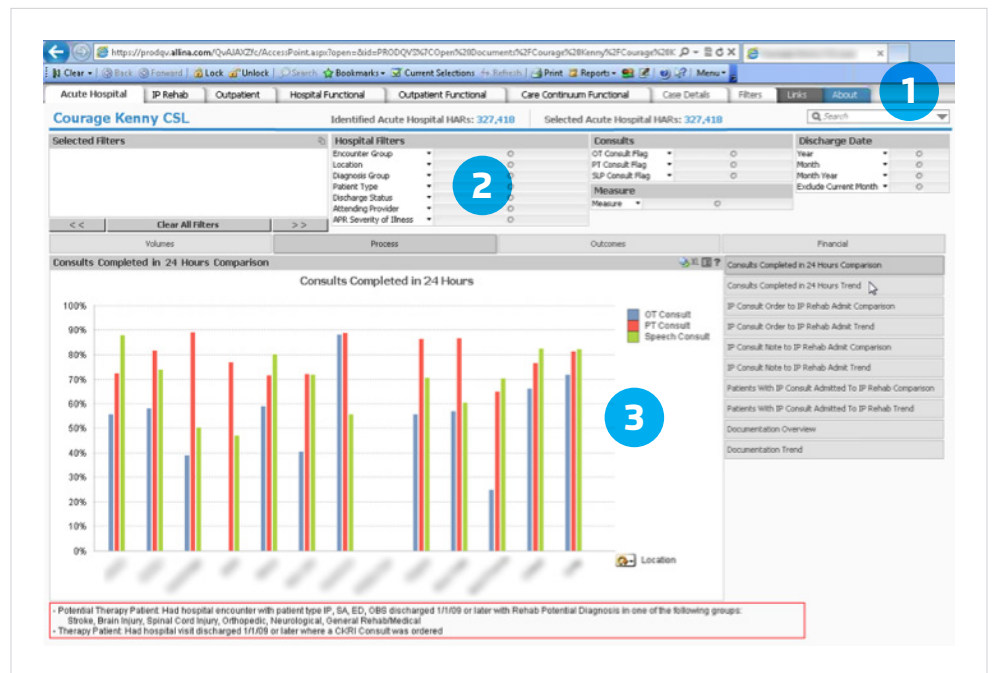 https://prodqv.allina.com/QvAJAXZfc/AccessPoint.aspx?open=&id=PRODQVS%7COpen%20Documents%2FCourage%20Kenny%2FCourage%20K
Clear Back Forward Lock Unlock Search Bookmarks Current Selections Refresh Print Reports Menu
1
Acute Hospital IP Rehab Outpatient Hospital Functional Outpatient Functional Care Continuum Functional Case Details Filters Links About
Courage Kenny CSL Identified Acute Hospital HARs: 327,418 Selected Acute Hospital HARs: 327,418 Search
Selected Filters Hospital Filters Consults Discharge Date
Encounter Group OT Consult Flag Year
Location PT Consult Flag Month
Diagnosis Group SLP Consult Flag Month Year
Patient Type 2 Measure Exclude Current Month
Discharge Status Measure
Attending Provider
APR Severity of Illness
<< Clear All Filters >>
Volumes Process Outcomes Financial
Consults Completed in 24 Hours Comparison ?
Consults Completed in 24 Hours
100%
90%
80%
70%
60%
50%
40%
30%
20%
10%
0%
OT Consult
PT Consult
Speech Consult
3
Location
Consults Completed in 24 Hours Comparison
Consults Completed in 24 Hours Trend
IP Consult Order to IP Rehab Admit Comparison
IP Consult Order to IP Rehab Admit Trend
IP Consult Note to IP Rehab Admit Comparison
IP Consult Note to IP Rehab Admit Trend
Patients With IP Consult Admitted To IP Rehab Comparison
Patients With IP Consult Admitted To IP Rehab Trend
Documentation Overview
Documentation Trend
- Potential Therapy Patient: Had hospital encounter with patient type IP, SA, ED, OBS discharged 1/1/09 or later with Rehab Potential Diagnosis in one of the following groups:
Stroke, Brain Injury, Spinal Cord Injury, Orthopedic, Neurological, General Rehab/Medical
- Therapy Patient: Had hospital visit discharged 1/1/09 or later where a CKRI Consult was ordered